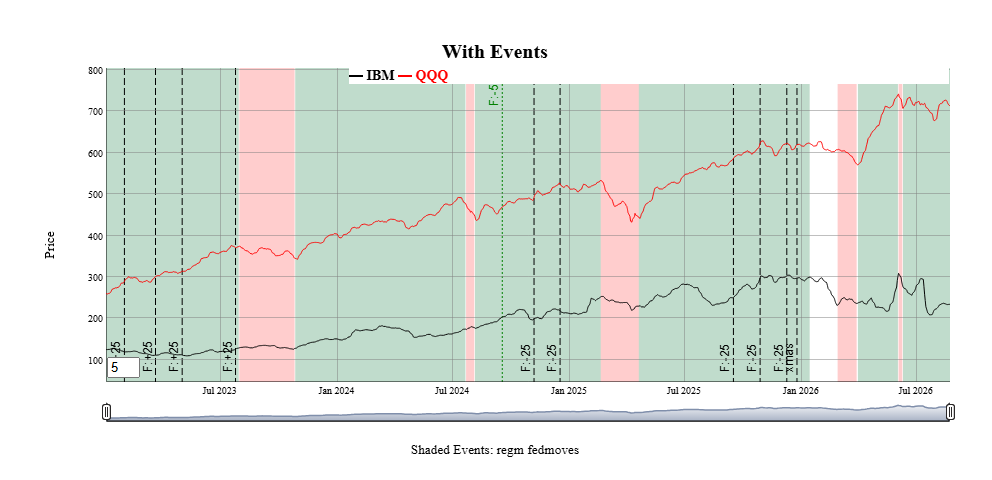 With Events
IBM QQQ
800
700
600
500
400
300
200
100
Price
F:+25
F:+25
F:+25
F:-5
F:-25
F:-25
F:-25
F:-25
F:-25
xmas
5
Jul 2023
Jan 2024
Jul 2024
Jan 2025
Jul 2025
Jan 2026
Jul 2026
Shaded Events: regm fedmoves